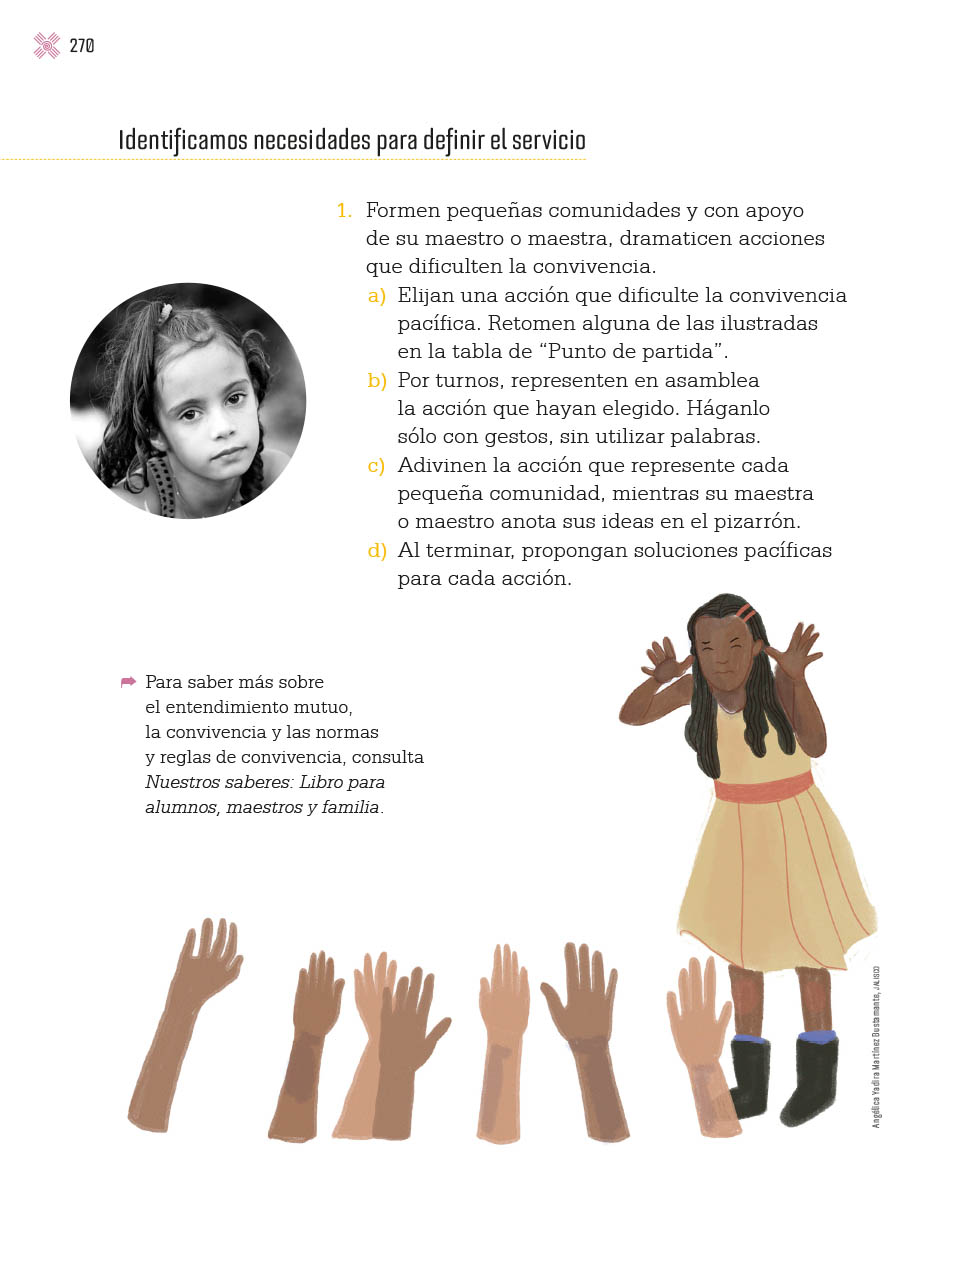 270
Identificamos necesidades para definir el servicio
1. Formen pequeñas comunidades y con apoyo
de su maestro o maestra, dramaticen acciones
que dificulten la convivencia.
a) Elijan una acción que dificulte la convivencia
pacífica. Retomen alguna de las ilustradas
en la tabla de “Punto de partida”.
b) Por turnos, representen en asamblea
la acción que hayan elegido. Háganlo
sólo con gestos, sin utilizar palabras.
c) Adivinen la acción que represente cada
pequeña comunidad, mientras su maestra
o maestro anota sus ideas en el pizarrón.
d) Al terminar, propongan soluciones pacíficas
para cada acción.
Para saber más sobre
el entendimiento mutuo,
la convivencia y las normas
y reglas de convivencia, consulta
Nuestros saberes: Libro para
alumnos, maestros y familia.
Angélica Yadira Martínez Bustamante, JALISCO